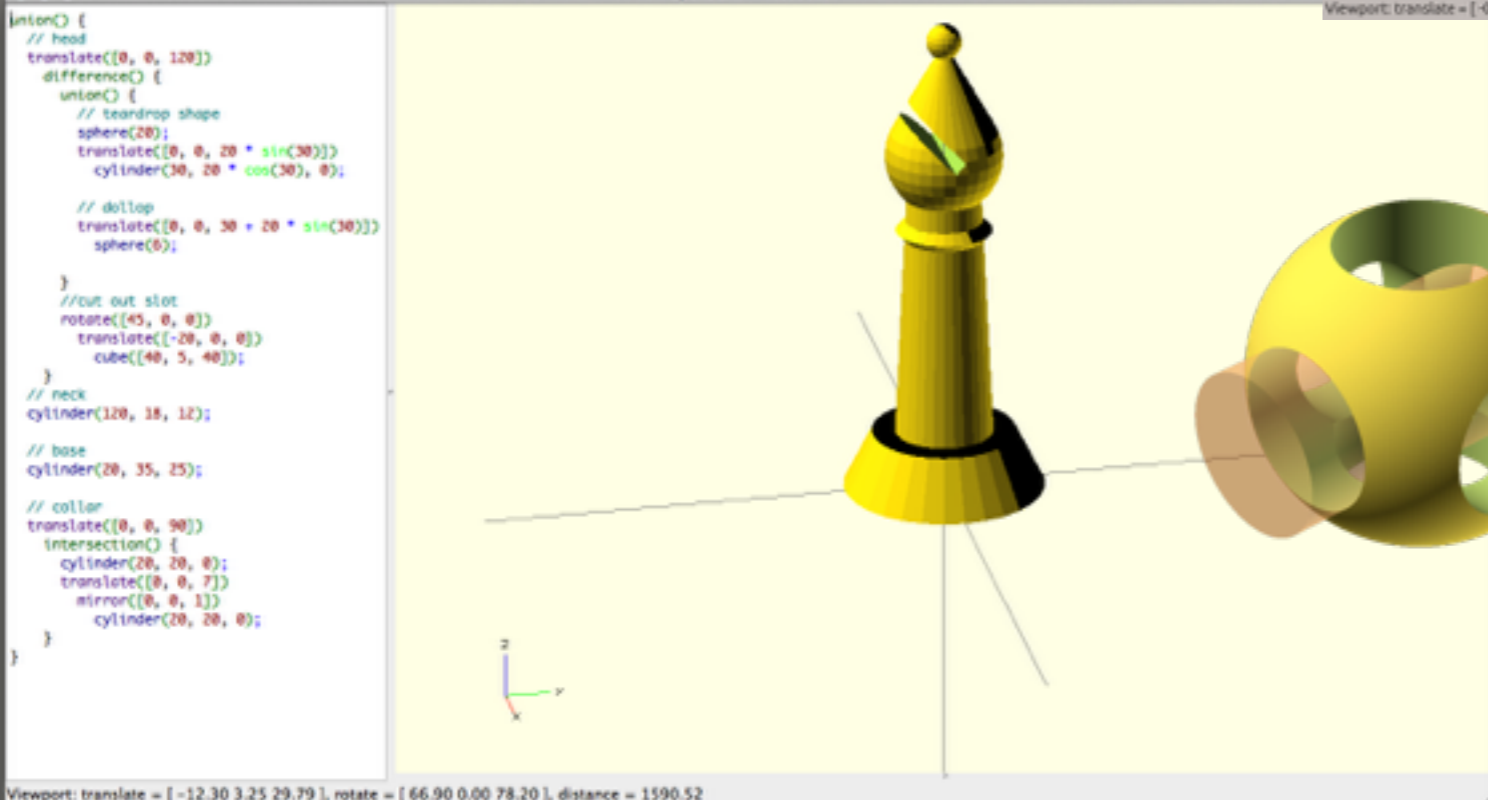 union() {
// head
translate([0, 0, 120])
difference() {
union() {
// teardrop shape
sphere(20);
translate([0, 0, 20 * sin(30)])
cylinder(30, 20 * cos(30), 0);
// dollop
translate([0, 0, 30 + 20 * sin(30)])
sphere(6);
}
//cut out slot
rotate([45, 0, 0])
translate([-20, 0, 0])
cube([40, 5, 40]);
}
// neck
cylinder(120, 18, 12);
// base
cylinder(20, 35, 25);
// collar
translate([0, 0, 90])
intersection() {
cylinder(20, 20, 0);
translate([0, 0, 7])
mirror([0, 0, 1])
cylinder(20, 20, 0);
}
}
Viewport: translate = [ -0
z
y
x
Viewport: translate = [ -12.30 3.25 29.79 ], rotate = [ 66.90 0.00 78.20 ], distance = 1590.52